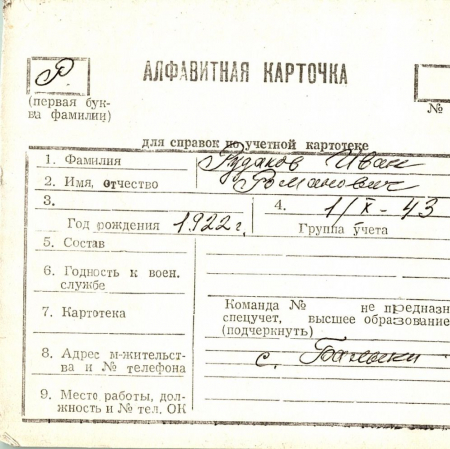 Р
АЛФАВИТНАЯ КАРТОЧКА
(первая бук-
ва фамилии)
№
для справок по учетной картотеке
1. Фамилия Рудаков Иван
2. Имя, отчество Романович
3.
Год рождения 1922 г.
4. 1/X - 43
Группа учета
5. Состав
6. Годность к воен.
службе
7. Картотека
Команда № не предназн
спецучет, высшее образование
(подчеркнуть)
8. Адрес м-жительст-
ва и № телефона
с.
9. Место работы, дол-
жность и № тел. ОК